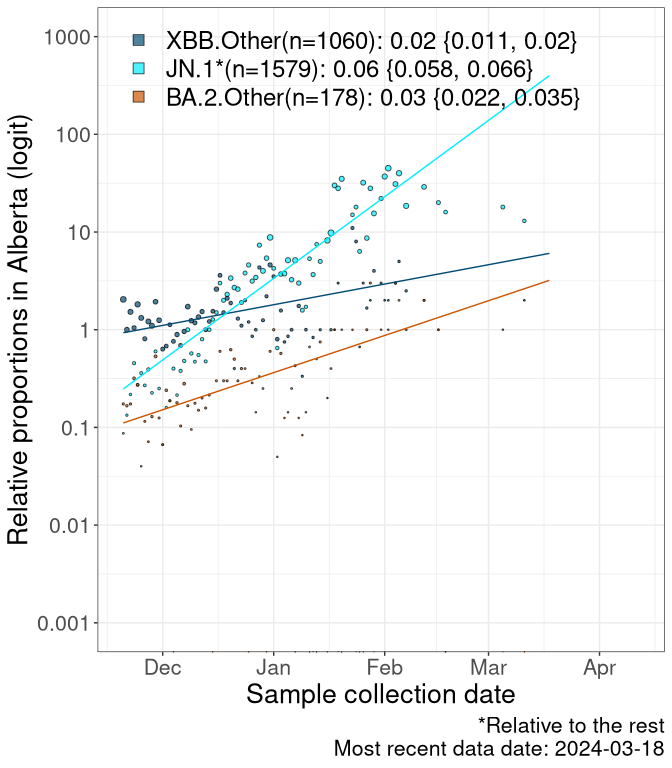 XBB.Other(n=1060): 0.02 {0.011, 0.02}
JN.1*(n=1579): 0.06 {0.058, 0.066}
BA.2.Other(n=178): 0.03 {0.022, 0.035}
1000
100
10
1
0.1
0.01
0.001
Relative proportions in Alberta (logit)
Dec Jan Feb Mar Apr
Sample collection date
*Relative to the rest
Most recent data date: 2024-03-18